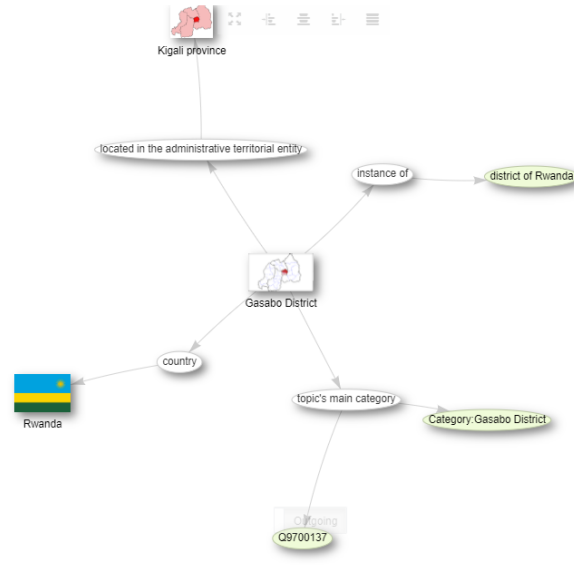 Kigali province
located in the administrative territorial entity
instance of
district of Rwanda
Gasabo District
country
Rwanda
topic's main category
Category:Gasabo District
Outgoing
Q9700137